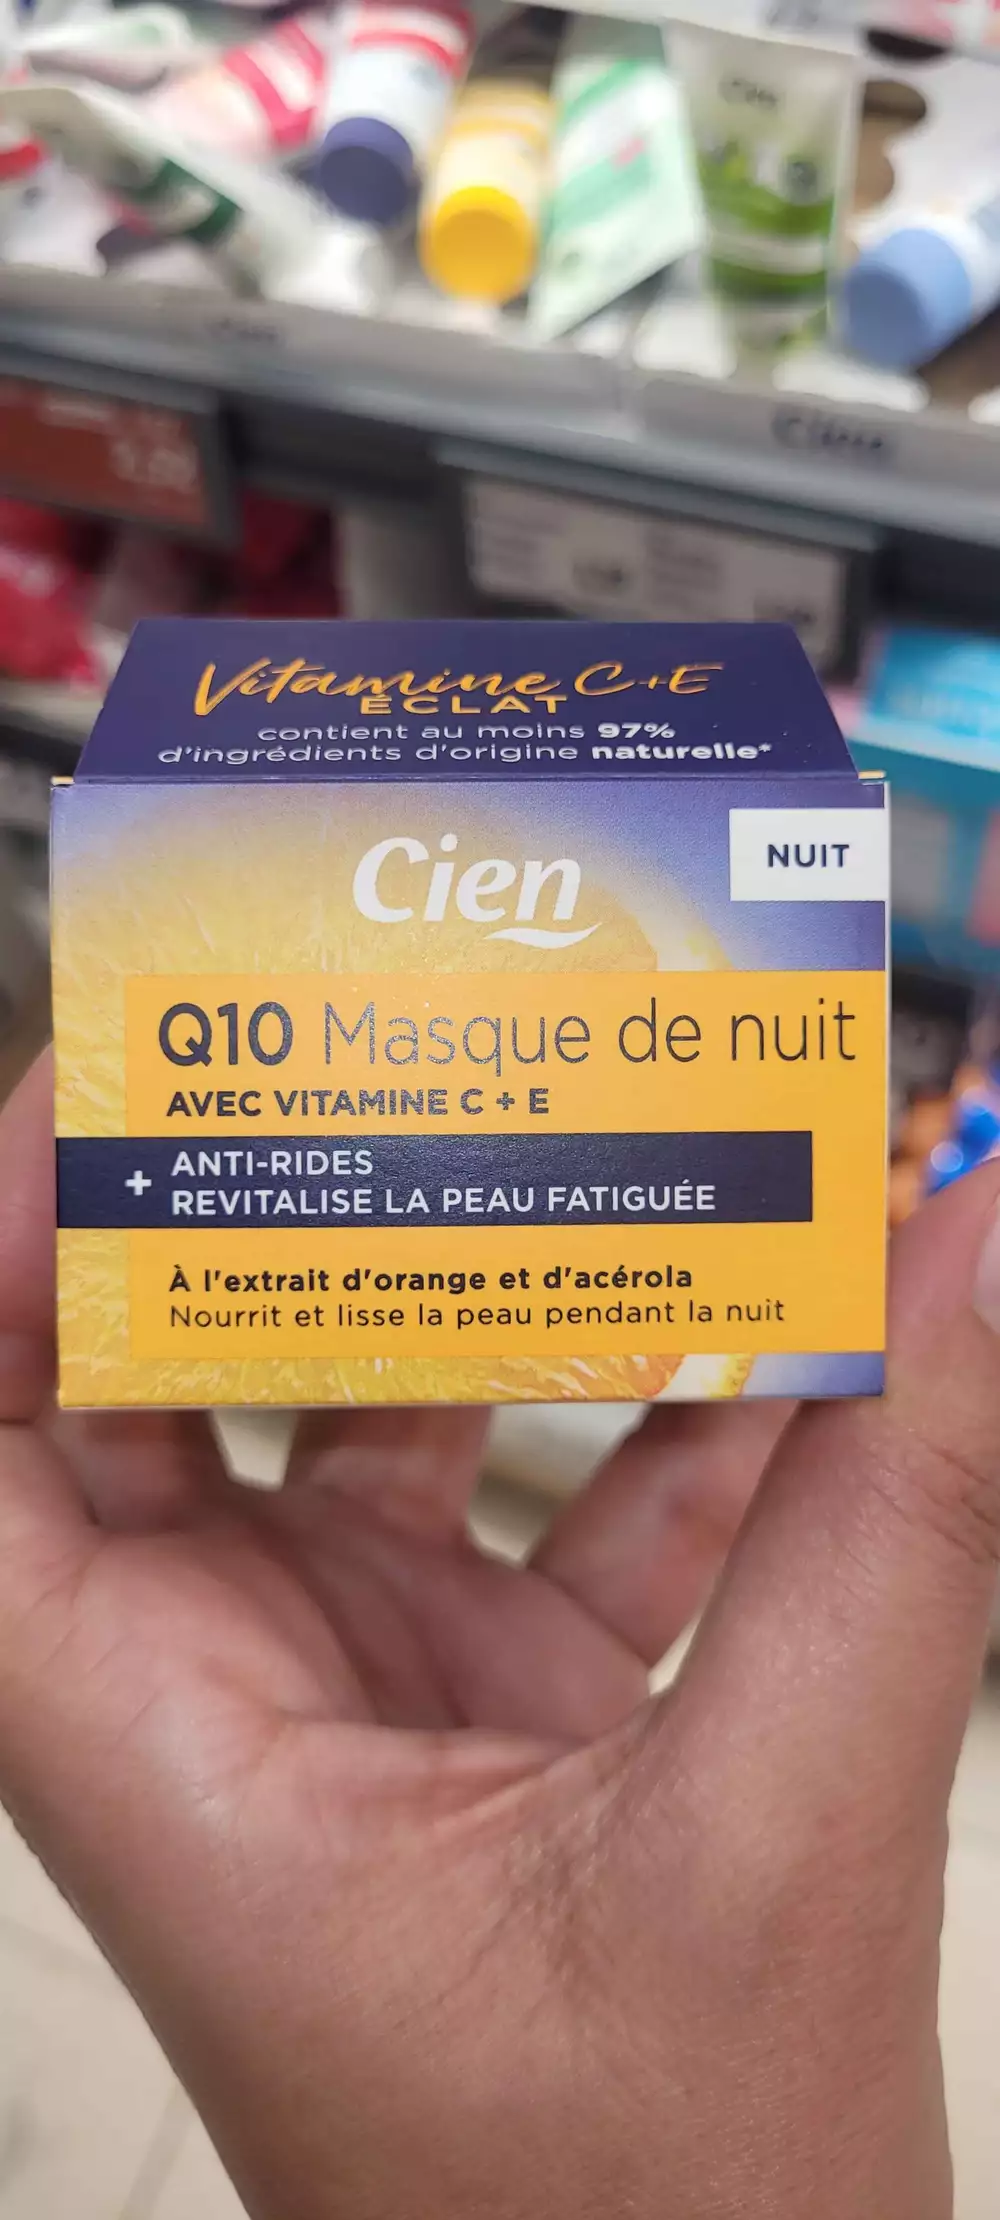 Vitamine C+E
ÉCLAT
contient au moins 97%
d'ingrédients d'origine naturelle*
Cien
NUIT
Q10 Masque de nuit
AVEC VITAMINE C + E
+ ANTI-RIDES
REVITALISE LA PEAU FATIGUÉE
À l'extrait d'orange et d'acérola
Nourrit et lisse la peau pendant la nuit